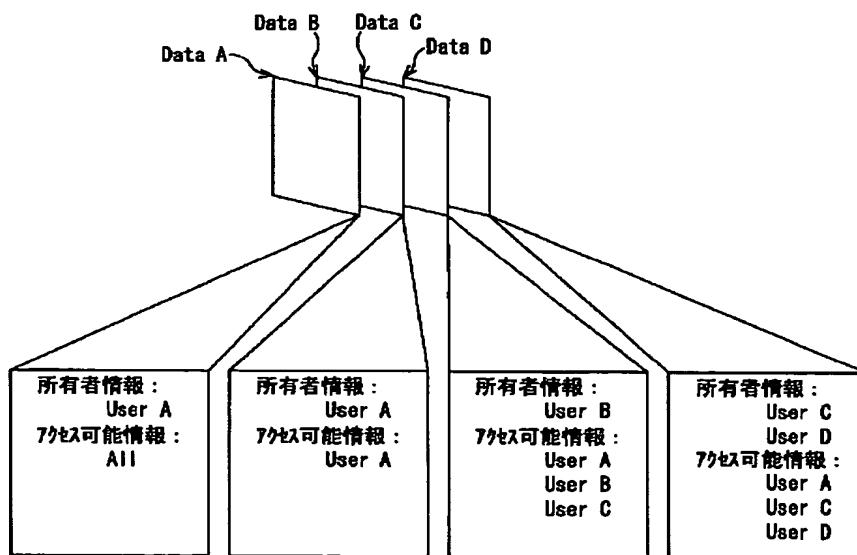 Data A
Data B
Data C
Data D
所有者情報：
User A
ｱｸｾｽ可能情報：
All
所有者情報：
User A
ｱｸｾｽ可能情報：
User A
所有者情報：
User B
ｱｸｾｽ可能情報：
User A
User B
User C
所有者情報：
User C
User D
ｱｸｾｽ可能情報：
User A
User C
User D